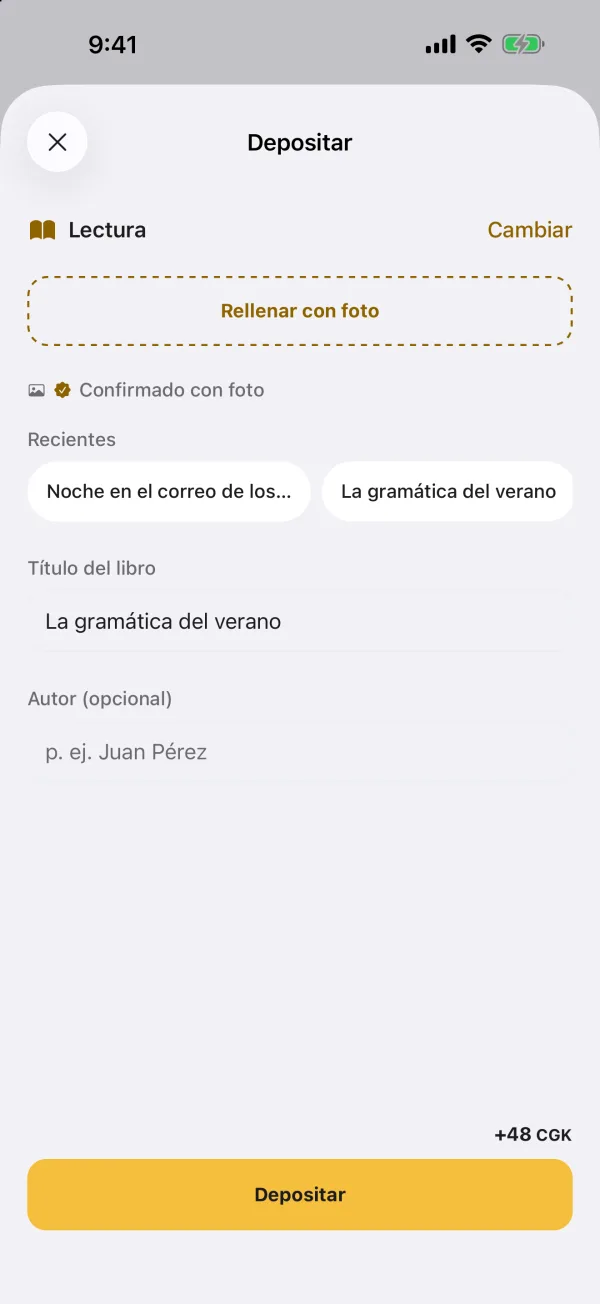 9:41
Depositar
Lectura
Cambiar
Rellenar con foto
Confirmado con foto
Recientes
Noche en el correo de los...
La gramática del verano
Título del libro
La gramática del verano
Autor (opcional)
p. ej. Juan Pérez
+48 CGK
Depositar